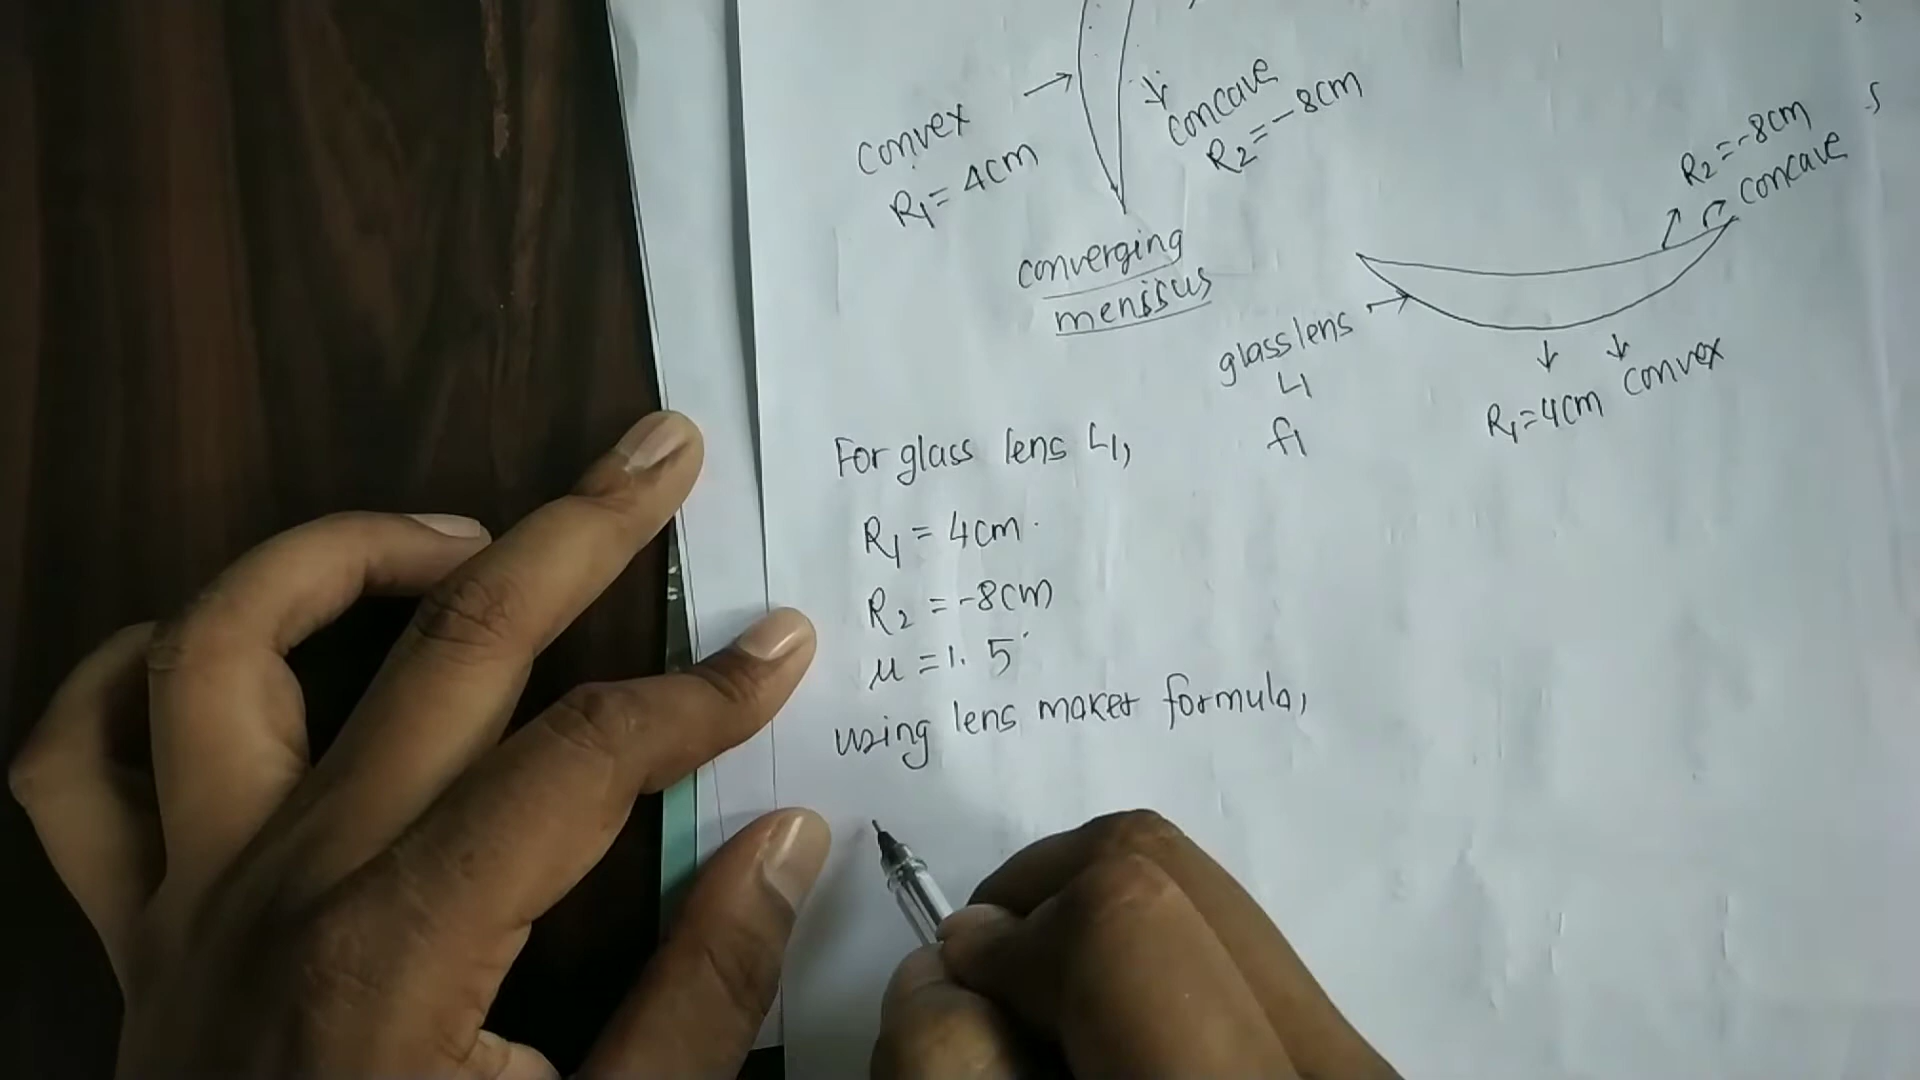 convex
R1 = 4cm
concave
R2 = -8cm
converging
menisus
R2 = -8cm
concave
glass lens
L1
f1
R1 = 4cm convex
For glass lens L1,
R1 = 4cm
R2 = -8cm
μ = 1.5
using lens maker formula,